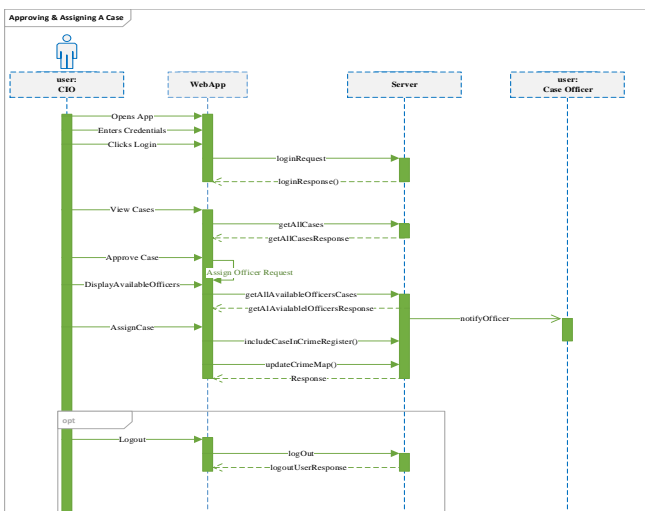 Approving & Assigning A Case
user:
CIO
WebApp
Server
user:
Case Officer
Opens App
Enters Credentials
Clicks Login
loginRequest
loginResponse()
View Cases
getAllCases
getAllCasesResponse
Approve Case
Assign Officer Request
DisplayAvailableOfficers
getAllAvailableOfficersCases
getAlAvialablelOfficersResponse
notifyOfficer
AssignCase
includeCaseInCrimeRegister()
updateCrimeMap()
Response
opt
Logout
logOut
logoutUserResponse